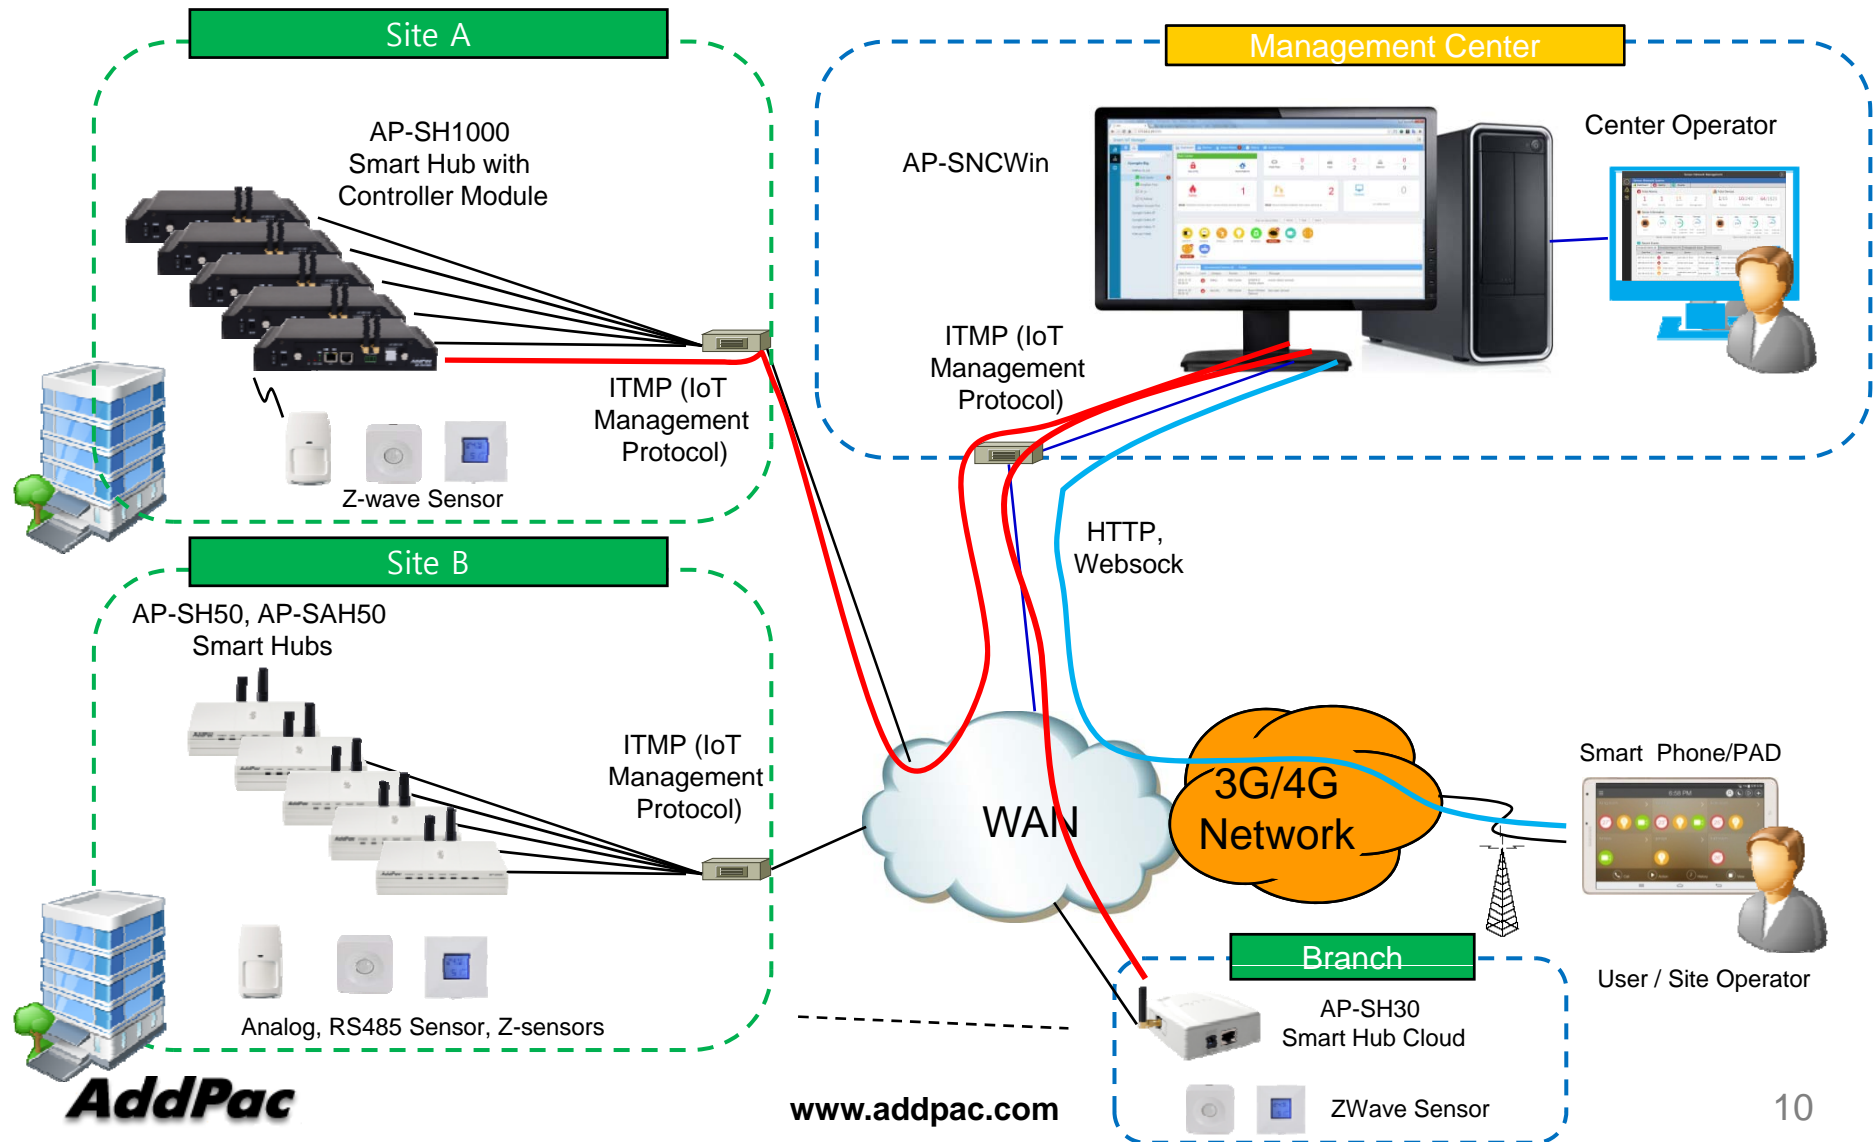 Site A
Management Center
AP-SH1000
Smart Hub with
Controller Module
AP-SNCWin
Center Operator
ITMP (IoT
Management
Protocol)
ITMP (IoT
Management
Protocol)
Z-wave Sensor
HTTP,
Websock
Site B
AP-SH50, AP-SAH50
Smart Hubs
ITMP (IoT
Management
Protocol)
WAN
3G/4G
Network
Smart Phone/PAD
6:58 PM
User / Site Operator
Analog, RS485 Sensor, Z-sensors
Branch
AP-SH30
Smart Hub Cloud
ZWave Sensor
AddPac
www.addpac.com
10